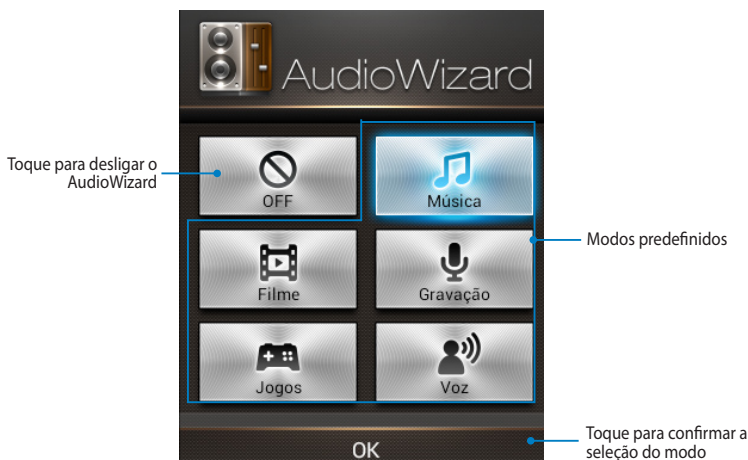 AudioWizard
Toque para desligar o
AudioWizard
OFF
Música
Filme
Gravação
Modos predefinidos
Jogos
Voz
OK
Toque para confirmar a
seleção do modo